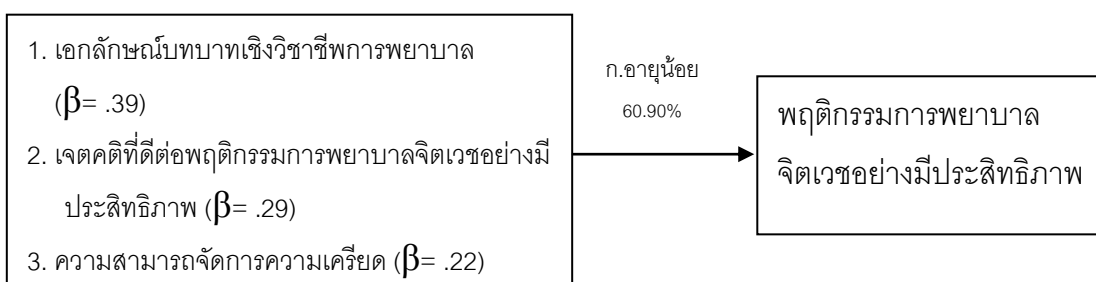 1. เอกลักษณ์บทบาทเชิงวิชาชีพการพยาบาล
(β= .39)
2. เจตคติที่ดีต่อพฤติกรรมการพยาบาลจิตเวชอย่างมี
ประสิทธิภาพ (β= .29)
3. ความสามารถจัดการความเครียด (β= .22)
ก.อายุน้อย
60.90%
พฤติกรรมการพยาบาล
จิตเวชอย่างมีประสิทธิภาพ